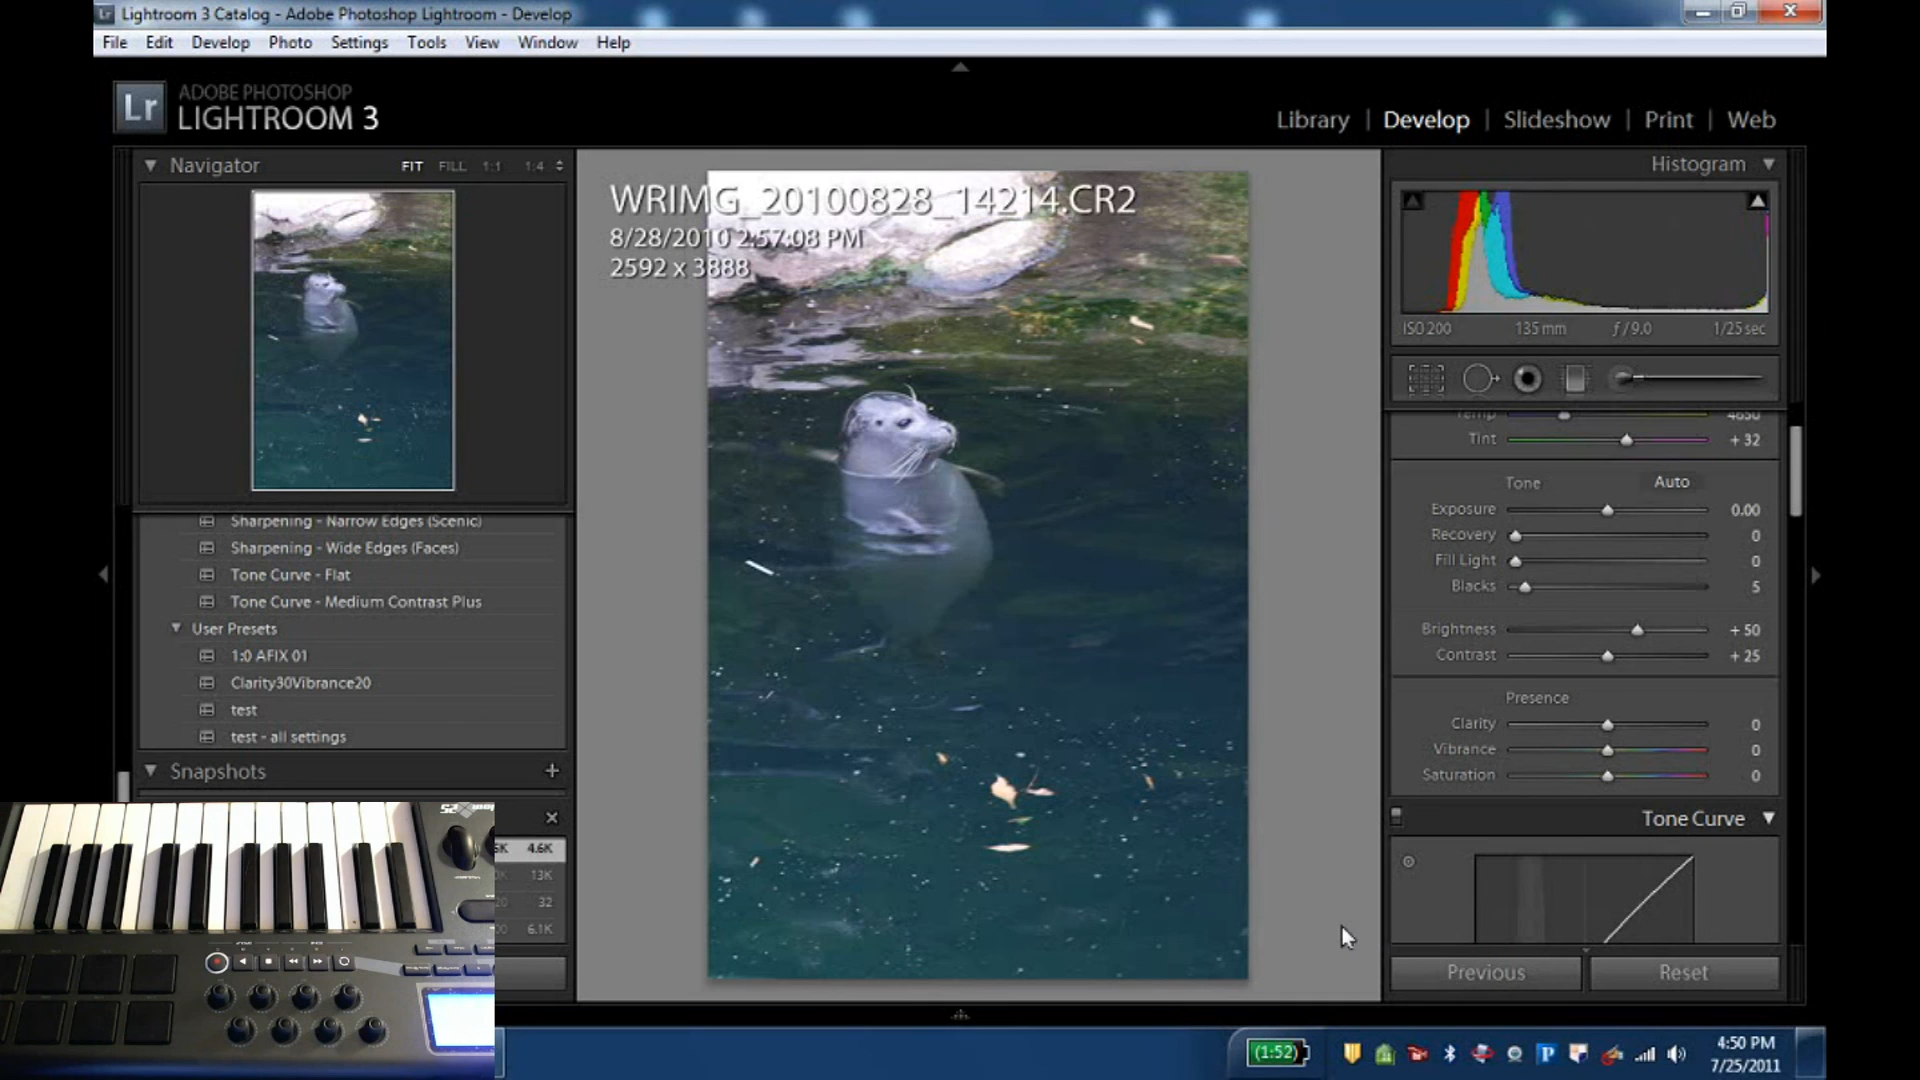 Lightroom 3 Catalog - Adobe Photoshop Lightroom - Develop
File Edit Develop Photo Settings Tools View Window Help
Lr
ADOBE PHOTOSHOP
LIGHTROOM 3
Library | Develop | Slideshow | Print | Web
Navigator FIT FILL 1:1 1:4
Histogram
WRIMG_20100828_14214.CR2
8/28/2010 2:57:08 PM
2592 x 3888
ISO 200 135 mm f/9.0 1/25 sec
Temp 4650
Tint + 32
Tone Auto
Exposure 0.00
Recovery 0
Fill Light 0
Blacks 5
Brightness + 50
Contrast + 25
Presence
Clarity 0
Vibrance 0
Saturation 0
Tone Curve
Previous Reset
Sharpening - Narrow Edges (Scenic)
Sharpening - Wide Edges (Faces)
Tone Curve - Flat
Tone Curve - Medium Contrast Plus
User Presets
1:0 AFIX 01
Clarity30Vibrance20
test
test - all settings
Snapshots +
4.6K
13K
32
6.1K
(1:52)
4:50 PM
7/25/2011